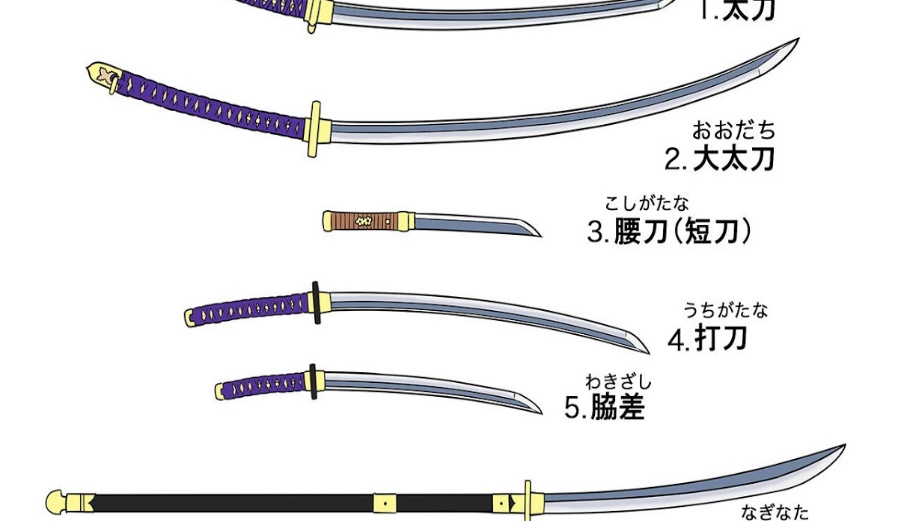 1.太刀
おおだち
2.大太刀
こしがたな
3.腰刀(短刀)
うちがたな
4.打刀
わきざし
5.脇差
なぎなた